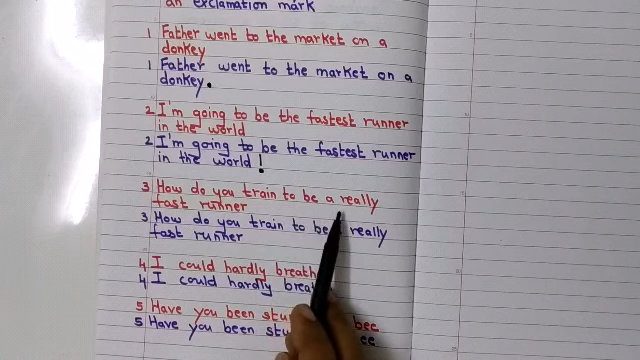 an exclamation mark
1 Father went to the market on a
donkey
1 Father went to the market on a
donkey.
2 I'm going to be the fastest runner
in the world
2 I'm going to be the fastest runner
in the world!
3 How do you train to be a really
fast runner
3 How do you train to be really
fast runner
4 I could hardly breath
4 I could hardly
5 Have you been bee
5 Have you been